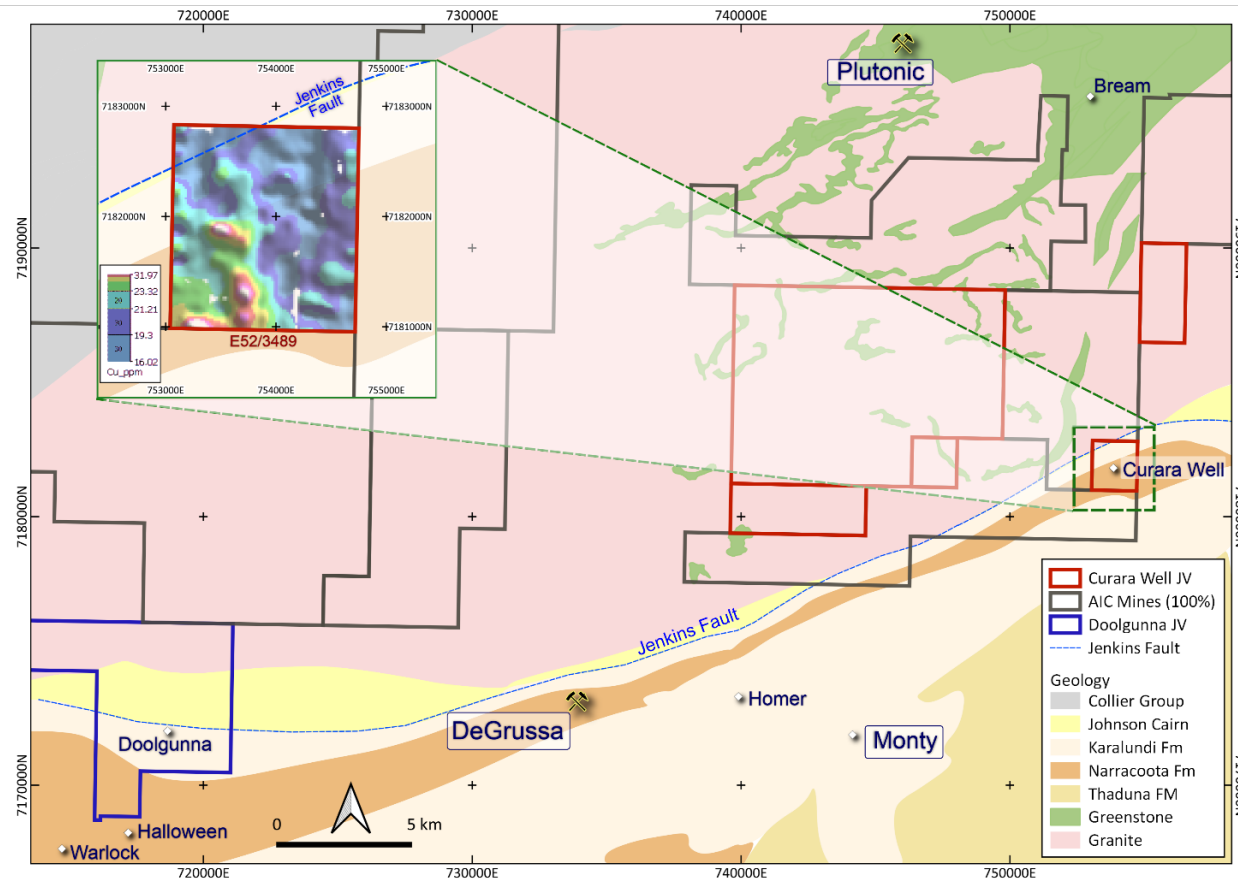 720000E
730000E
740000E
750000E
753000E
754000E
755000E
7183000N
7183000N
Jenkins
Fault
7182000N
7182000N
31.97
23.32
21.21
19.3
16.02
20
Cu_ppm
7181000N
E52/3489
753000E
754000E
755000E
Plutonic
Bream
7190000N
7180000N
7170000N
Curara Well
Jenkins Fault
DeGrussa
Homer
Monty
Doolgunna
Halloween
Warlock
0
5 km
Curara Well JV
AIC Mines (100%)
Doolgunna JV
Jenkins Fault
Geology
Collier Group
Johnson Cairn
Karalundi Fm
Narracoota Fm
Thaduna FM
Greenstone
Granite
720000E
730000E
740000E
750000E